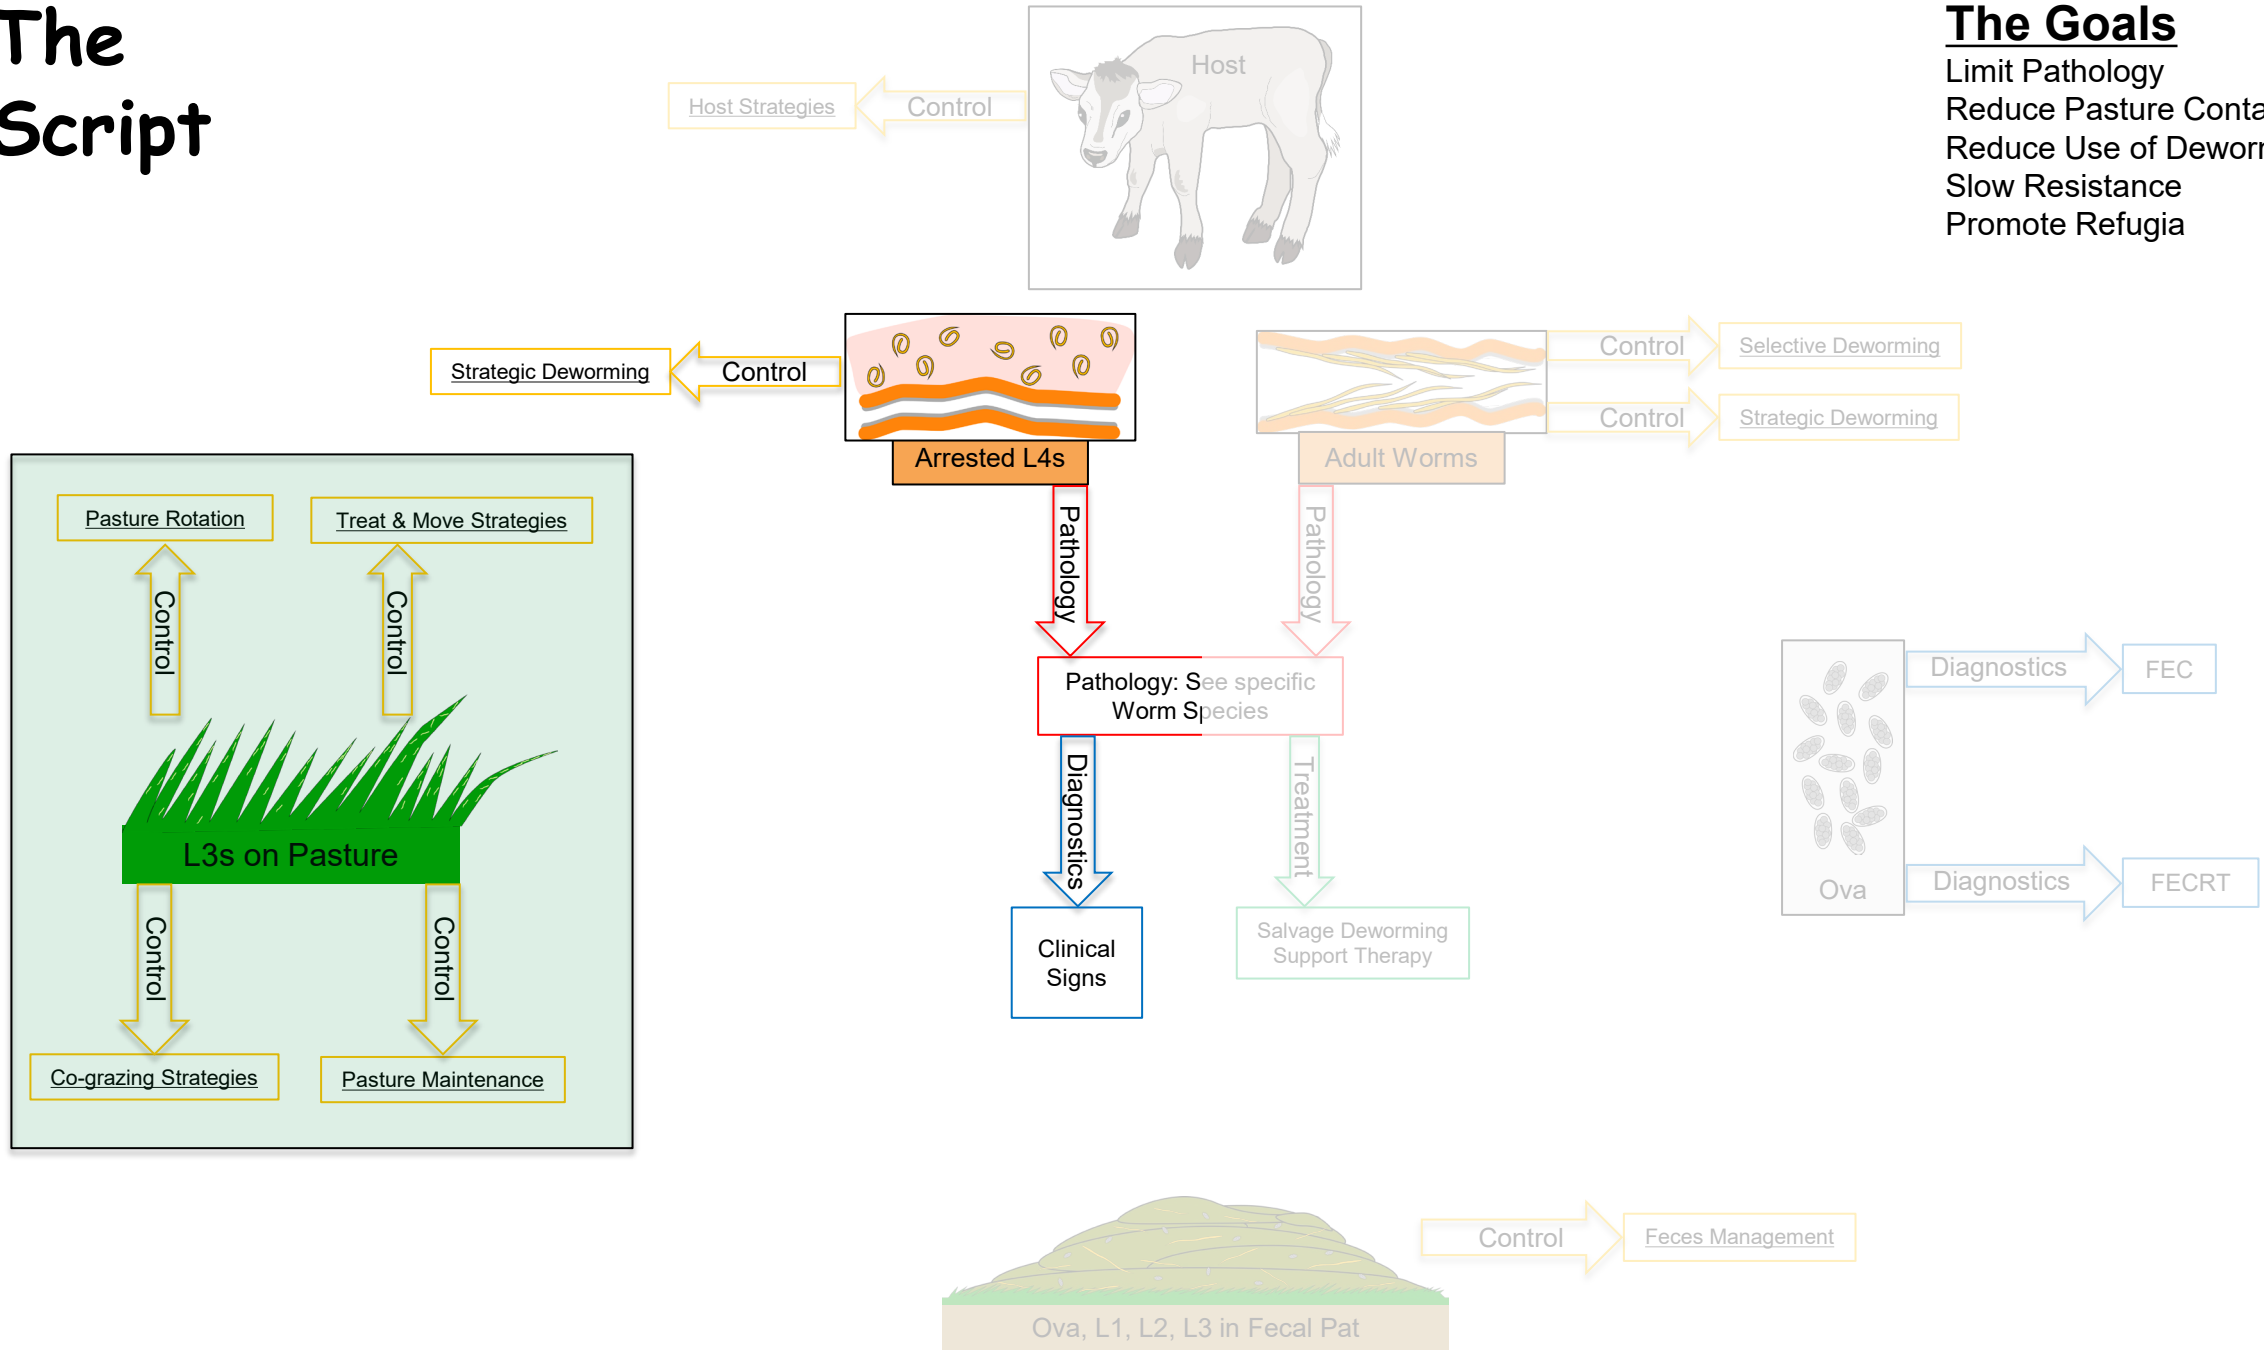 The
Script
The Goals
Limit Pathology
Reduce Pasture Conta
Reduce Use of Deworm
Slow Resistance
Promote Refugia
Host
Control
Host Strategies
Control
Strategic Deworming
Arrested L4s
Control
Selective Deworming
Control
Strategic Deworming
Adult Worms
Pasture Rotation
Treat & Move Strategies
Control
Control
L3s on Pasture
Control
Control
Co-grazing Strategies
Pasture Maintenance
Pathology
Pathology
Pathology: See specific
Worm Species
Diagnostics
Treatment
Clinical
Signs
Salvage Deworming
Support Therapy
Ova
Diagnostics
FEC
Diagnostics
FECRT
Control
Feces Management
Ova, L1, L2, L3 in Fecal Pat